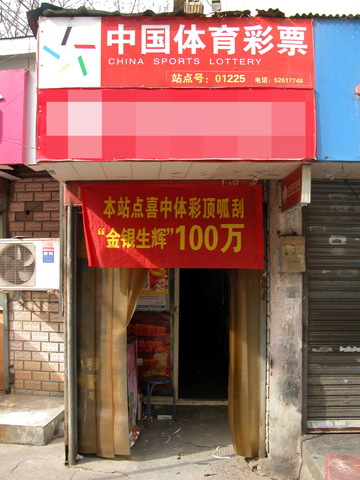 中国体育彩票
CHINA SPORTS LOTTERY
站点号：01225 电话：52817748
本站点喜中体彩顶呱刮
“金银生辉”100万